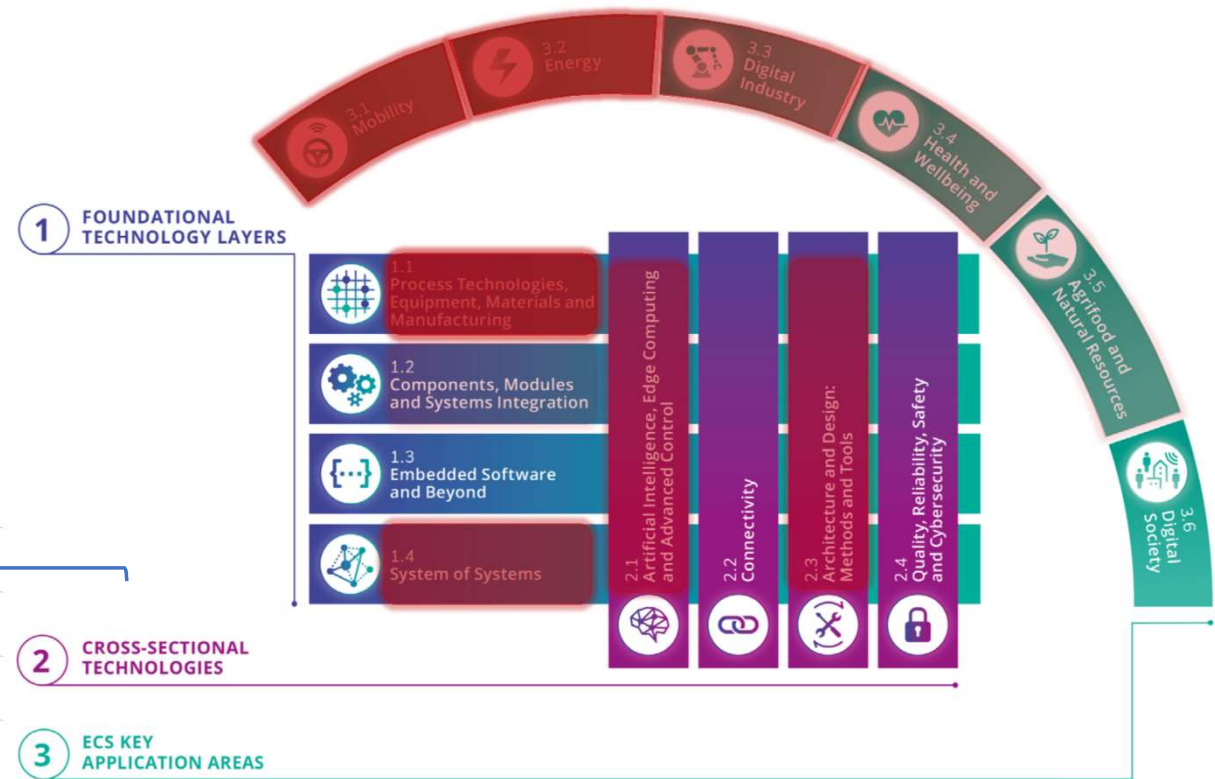 3.1
Mobility
3.2
Energy
3.3
Digital
Industry
3.4
Health and
Wellbeing
3.5
Agrifood and
Natural Resources
3.6
Digital
Society
1
FOUNDATIONAL
TECHNOLOGY LAYERS
1.1
Process Technologies,
Equipment, Materials and
Manufacturing
1.2
Components, Modules
and Systems Integration
1.3
Embedded Software
and Beyond
1.4
System of Systems
2.1
Artificial Intelligence, Edge Computing
and Advanced Control
2.2
Connectivity
2.3
Architecture and Design:
Methods and Tools
2.4
Quality, Reliability, Safety
and Cybersecurity
2
CROSS-SECTIONAL
TECHNOLOGIES
3
ECS KEY
APPLICATION AREAS